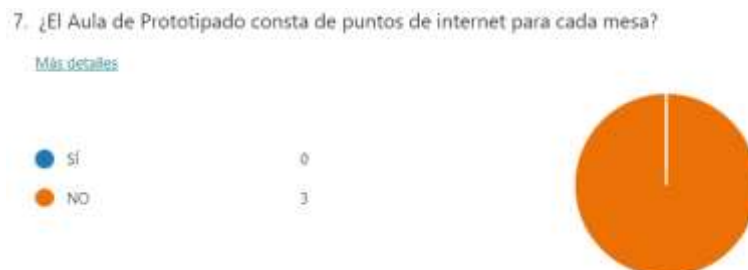 7. ¿El Aula de Prototipado consta de puntos de internet para cada mesa?
Más detalles
SÍ 0
NO 3